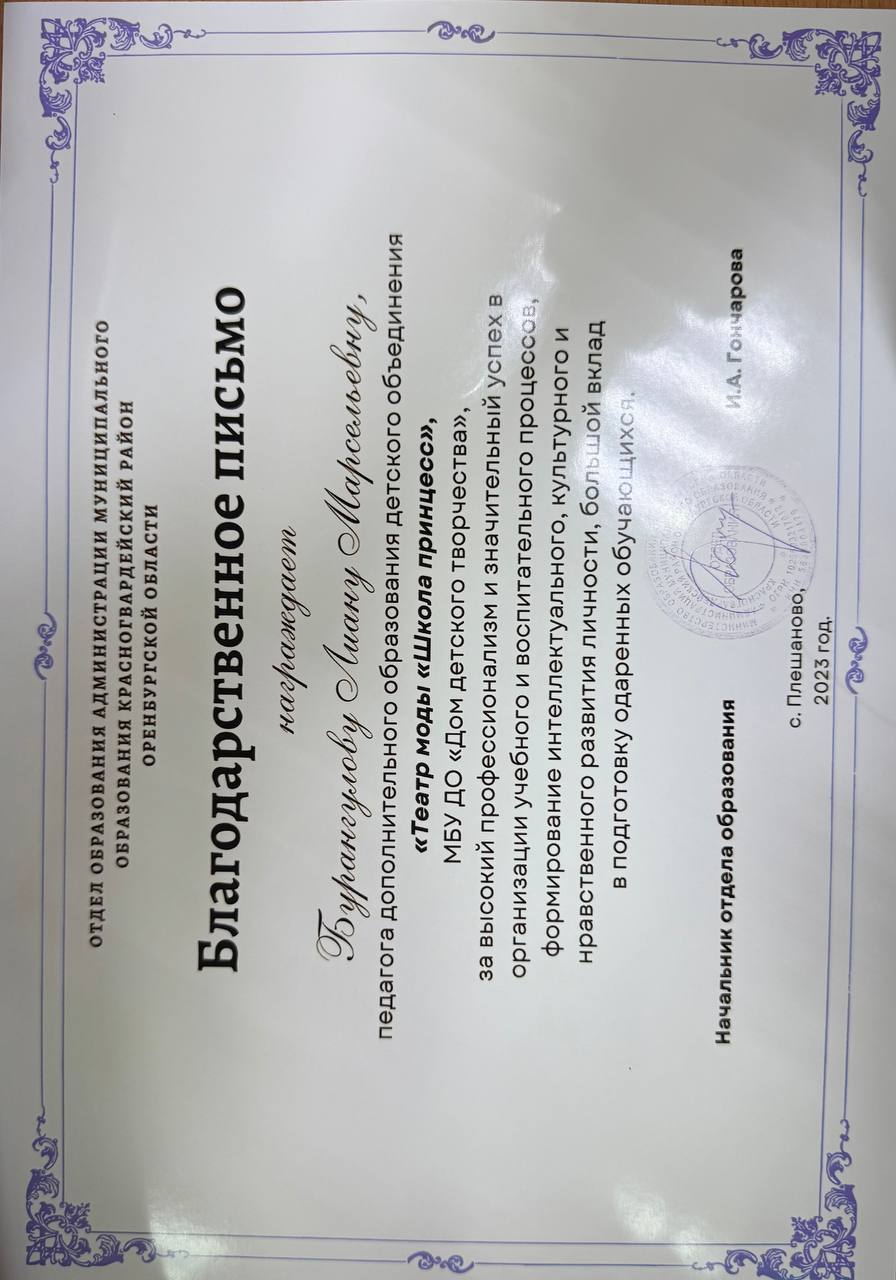 ОТДЕЛ ОБРАЗОВАНИЯ АДМИНИСТРАЦИИ МУНИЦИПАЛЬНОГО
ОБРАЗОВАНИЯ КРАСНОГВАРДЕЙСКИЙ РАЙОН
ОРЕНБУРГСКОЙ ОБЛАСТИ
Благодарственное письмо
награждает
Бурангулову Лиану Марсельевну,
педагога дополнительного образования детского объединения
«Театр моды «Школа принцесс»,
МБУ ДО «Дом детского творчества»,
за высокий профессионализм и значительный успех в
организации учебного и воспитательного процессов,
формирование интеллектуального, культурного и
нравственного развития личности, большой вклад
в подготовку одаренных обучающихся.
Начальник отдела образования И.А. Гончарова
с. Плешаново,
2023 год.